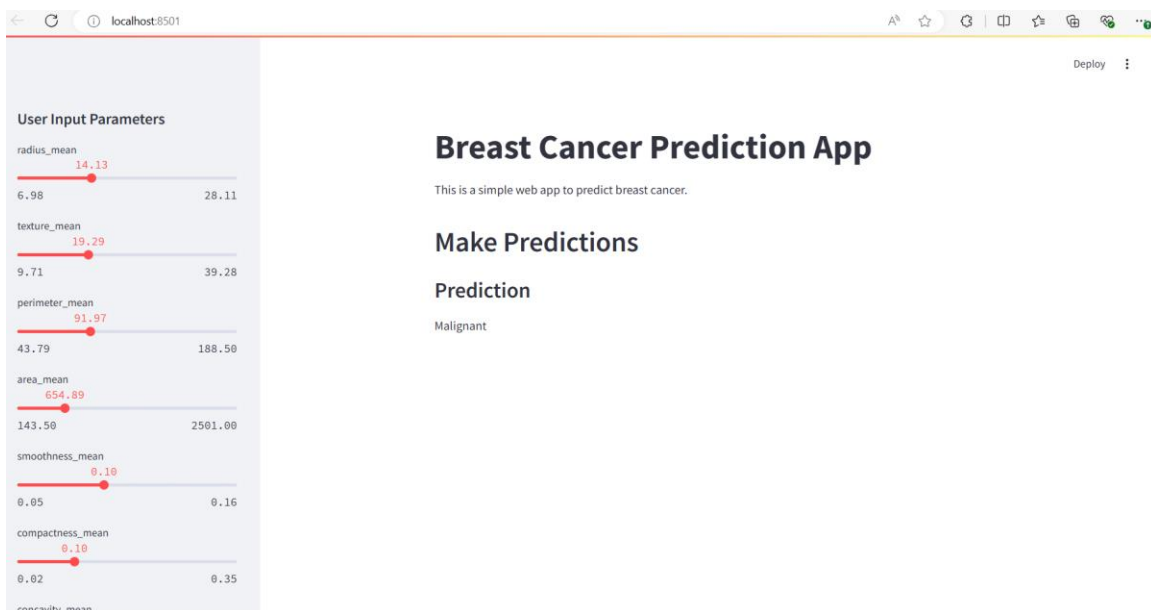 localhost:8501
Deploy
User Input Parameters
radius_mean
14.13
6.98 28.11
texture_mean
19.29
9.71 39.28
perimeter_mean
91.97
43.79 188.50
area_mean
654.89
143.50 2501.00
smoothness_mean
0.10
0.05 0.16
compactness_mean
0.10
0.02 0.35
concavity_mean
Breast Cancer Prediction App
This is a simple web app to predict breast cancer.
Make Predictions
Prediction
Malignant